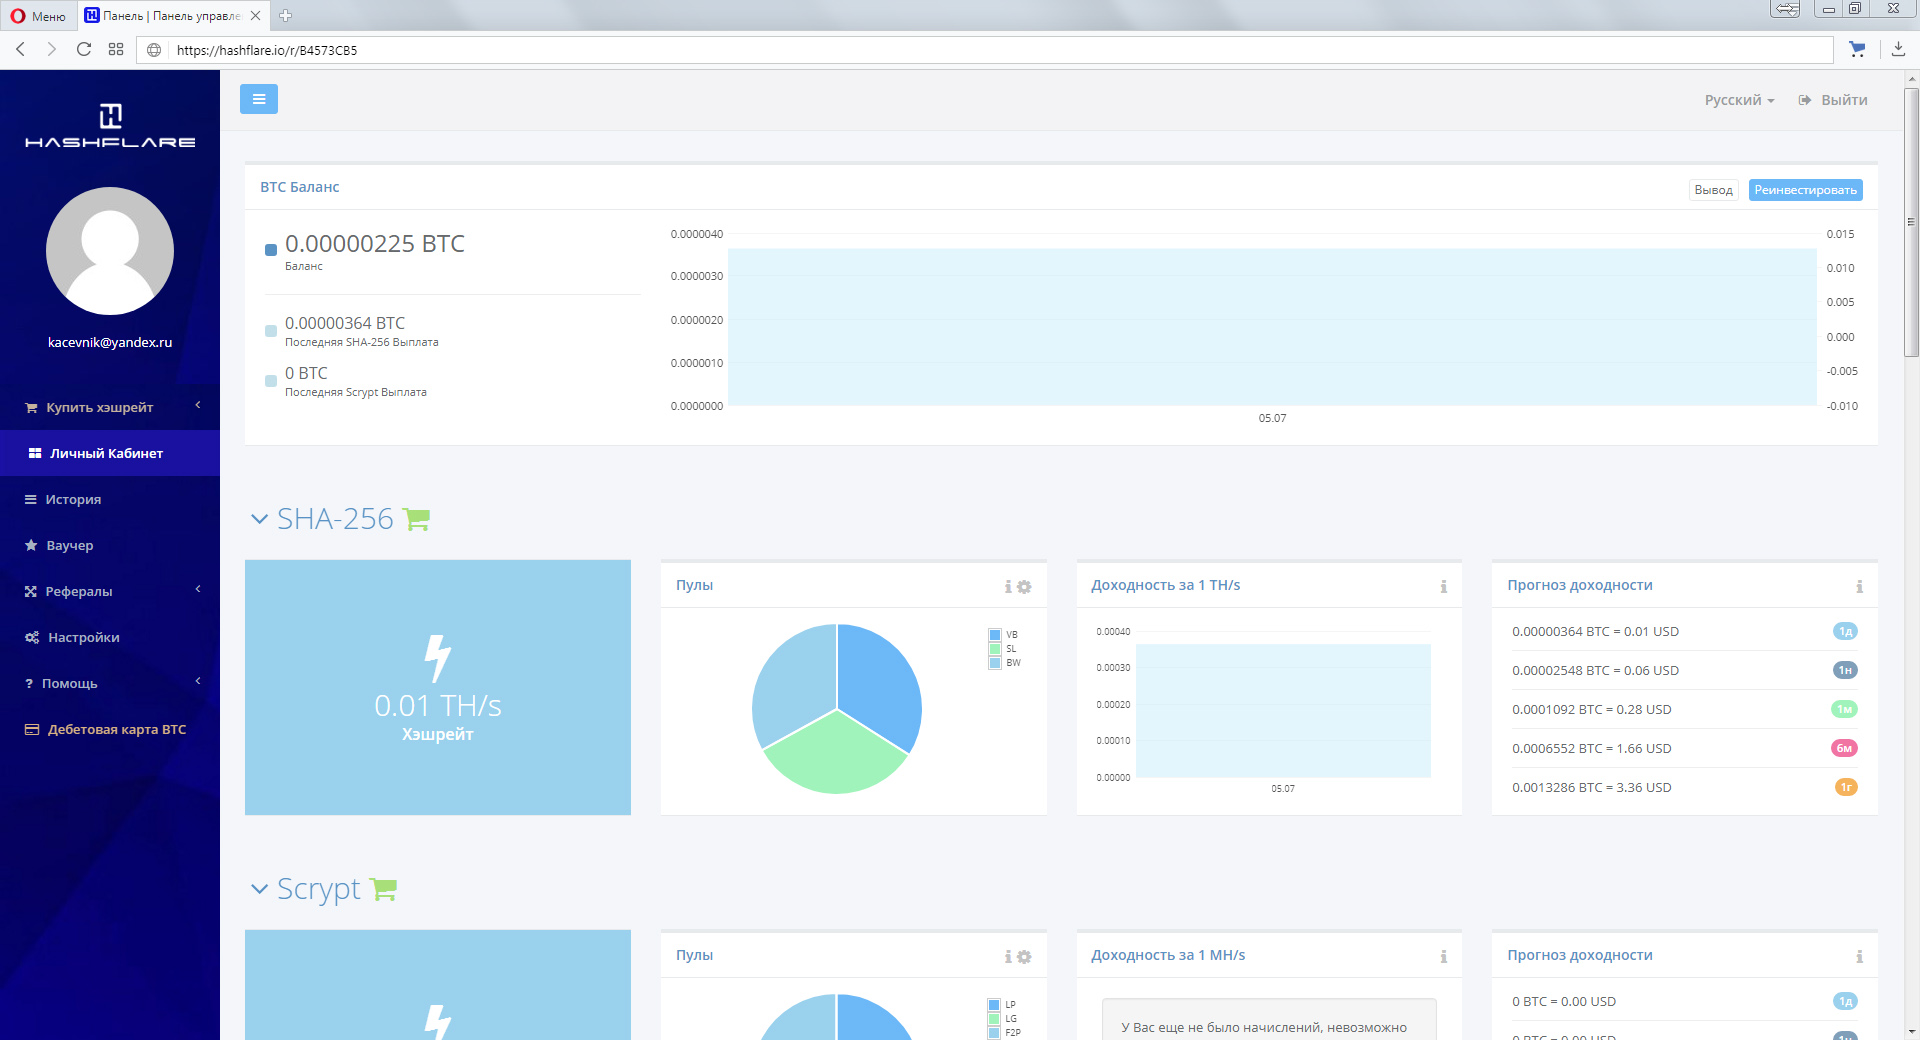 Меню
Панель | Панель управле
https://hashflare.io/r/B4573CB5
HASHFLARE
kacevnik@yandex.ru
Купить хэшрейт
Личный Кабинет
История
Ваучер
Рефералы
Настройки
? Помощь
Дебетовая карта BTC
Русский
Выйти
BTC Баланс
Вывод
Реинвестировать
0.00000225 BTC
Баланс
0.00000364 BTC
Последняя SHA-256 Выплата
0 BTC
Последняя Scrypt Выплата
0.0000040
0.0000030
0.0000020
0.0000010
0.0000000
05.07
0.015
0.010
0.005
0.000
-0.005
-0.010
SHA-256
0.01 TH/s
Хэшрейт
Пулы
VB
SL
BW
Доходность за 1 TH/s
0.00040
0.00030
0.00020
0.00010
0.00000
05.07
Прогноз доходности
0.00000364 BTC = 0.01 USD 1д
0.00002548 BTC = 0.06 USD 1н
0.0001092 BTC = 0.28 USD 1м
0.0006552 BTC = 1.66 USD 6м
0.0013286 BTC = 3.36 USD 1г
Scrypt
Пулы
LP
LG
F2P
Доходность за 1 MH/s
У Вас еще не было начислений, невозможно
Прогноз доходности
0 BTC = 0.00 USD 1д
0 BTC = 0.00 USD 1н